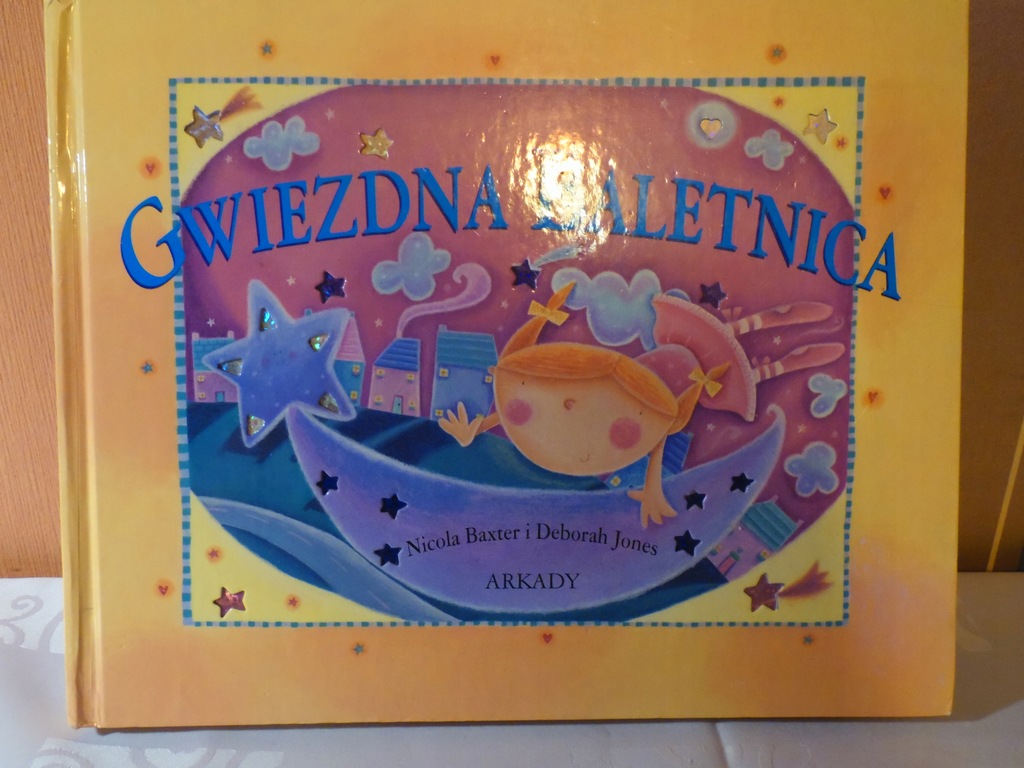 GWIEZDNA BALETNICA
Nicola Baxter i Deborah Jones
ARKADY